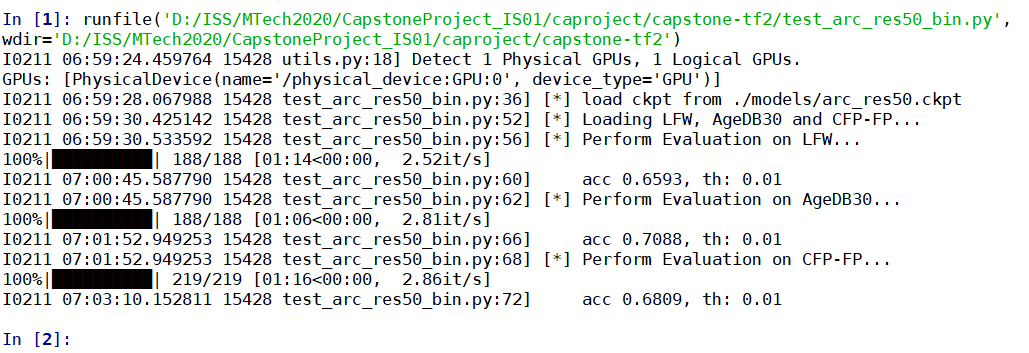 In [1]: runfile('D:/ISS/MTech2020/CapstoneProject_IS01/caproject/capstone-tf2/test_arc_res50_bin.py',
wdir='D:/ISS/MTech2020/CapstoneProject_IS01/caproject/capstone-tf2')
I0211 06:59:24.459764 15428 utils.py:18] Detect 1 Physical GPUs, 1 Logical GPUs.
GPUs: [PhysicalDevice(name='/physical_device:GPU:0', device_type='GPU')]
I0211 06:59:28.067988 15428 test_arc_res50_bin.py:36] [*] load ckpt from ./models/arc_res50.ckpt
I0211 06:59:30.425142 15428 test_arc_res50_bin.py:52] [*] Loading LFW, AgeDB30 and CFP-FP...
I0211 06:59:30.533592 15428 test_arc_res50_bin.py:56] [*] Perform Evaluation on LFW...
100%|██████████| 188/188 [01:14<00:00,  2.52it/s]
I0211 07:00:45.587790 15428 test_arc_res50_bin.py:60]     acc 0.6593, th: 0.01
I0211 07:00:45.587790 15428 test_arc_res50_bin.py:62] [*] Perform Evaluation on AgeDB30...
100%|██████████| 188/188 [01:06<00:00,  2.81it/s]
I0211 07:01:52.949253 15428 test_arc_res50_bin.py:66]     acc 0.7088, th: 0.01
I0211 07:01:52.949253 15428 test_arc_res50_bin.py:68] [*] Perform Evaluation on CFP-FP...
100%|██████████| 219/219 [01:16<00:00,  2.86it/s]
I0211 07:03:10.152811 15428 test_arc_res50_bin.py:72]     acc 0.6809, th: 0.01
In [2]: